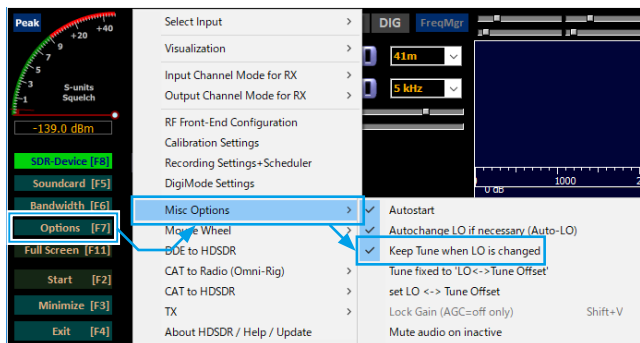 Peak
+20
+40
9
7
5
3
1
S-units
Squelch
-139.0 dBm
SDR-Device [F8]
Soundcard [F5]
Bandwidth [F6]
Options [F7]
Full Screen [F11]
Start [F2]
Minimize [F3]
Exit [F4]
Select Input
Visualization
Input Channel Mode for RX
Output Channel Mode for RX
RF Front-End Configuration
Calibration Settings
Recording Settings+Scheduler
DigiMode Settings
Misc Options
Mouse Wheel
DDE to HDSDR
CAT to Radio (Omni-Rig)
CAT to HDSDR
TX
About HDSDR / Help / Update
DIG
FreqMgr
41m
5 kHz
1000
2
0 dB
Autostart
Autochange LO if necessary (Auto-LO)
Keep Tune when LO is changed
Tune fixed to 'LO<->Tune Offset'
set LO <-> Tune Offset
Lock Gain (AGC=off only) Shift+V
Mute audio on inactive